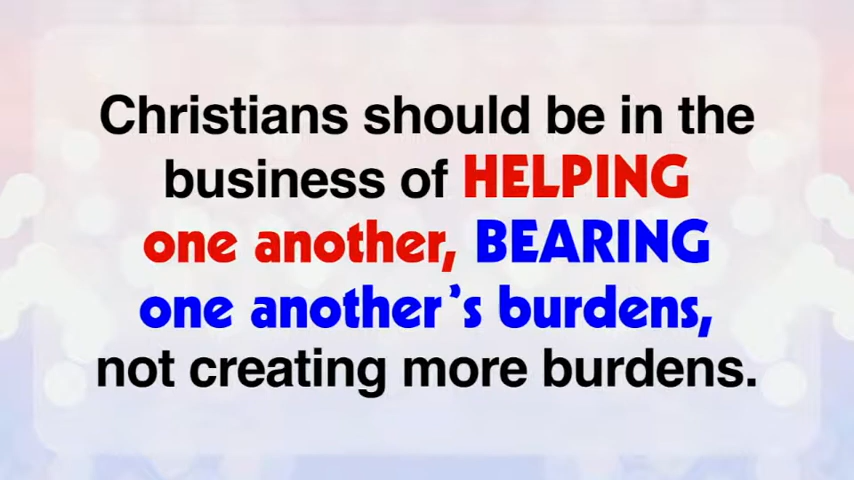 Christians should be in the
business of HELPING
one another, BEARING
one another's burdens,
not creating more burdens.